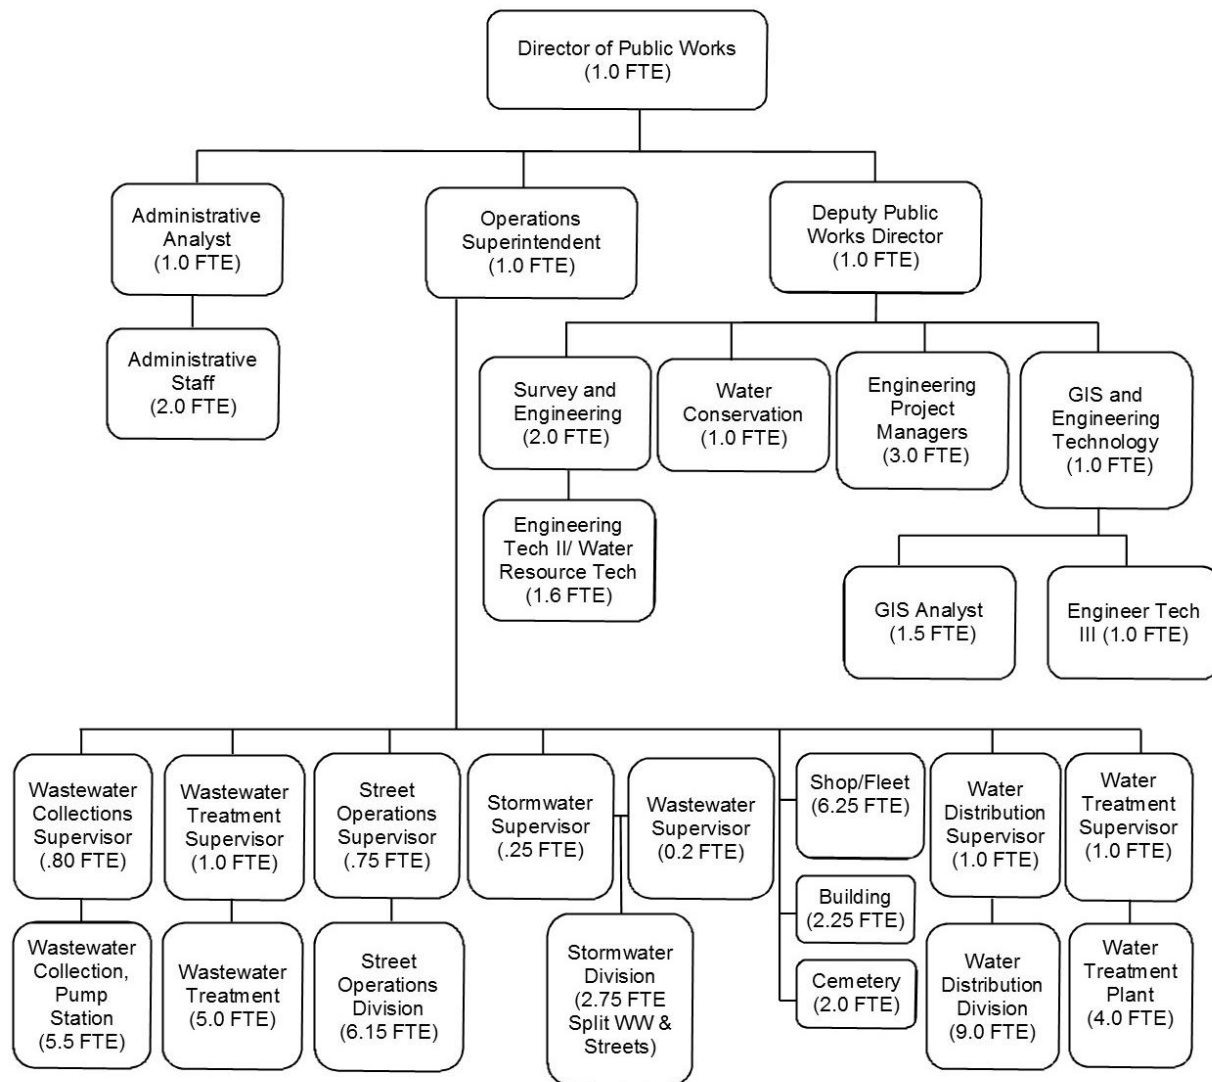 Director of Public Works
(1.0 FTE)
Administrative
Analyst
(1.0 FTE)
Operations
Superintendent
(1.0 FTE)
Deputy Public
Works Director
(1.0 FTE)
Administrative
Staff
(2.0 FTE)
Survey and
Engineering
(2.0 FTE)
Water
Conservation
(1.0 FTE)
Engineering
Project
Managers
(3.0 FTE)
GIS and
Engineering
Technology
(1.0 FTE)
Engineering
Tech II/ Water
Resource Tech
(1.6 FTE)
GIS Analyst
(1.5 FTE)
Engineer Tech
III (1.0 FTE)
Wastewater
Collections
Supervisor
(.80 FTE)
Wastewater
Treatment
Supervisor
(1.0 FTE)
Street
Operations
Supervisor
(.75 FTE)
Stormwater
Supervisor
(.25 FTE)
Wastewater
Supervisor
(0.2 FTE)
Shop/Fleet
(6.25 FTE)
Water
Distribution
Supervisor
(1.0 FTE)
Water
Treatment
Supervisor
(1.0 FTE)
Building
(2.25 FTE)
Cemetery
(2.0 FTE)
Wastewater
Collection,
Pump
Station
(5.5 FTE)
Wastewater
Treatment
(5.0 FTE)
Street
Operations
Division
(6.15 FTE)
Stormwater
Division
(2.75 FTE
Split WW &
Streets)
Water
Distribution
Division
(9.0 FTE)
Water
Treatment
Plant
(4.0 FTE)